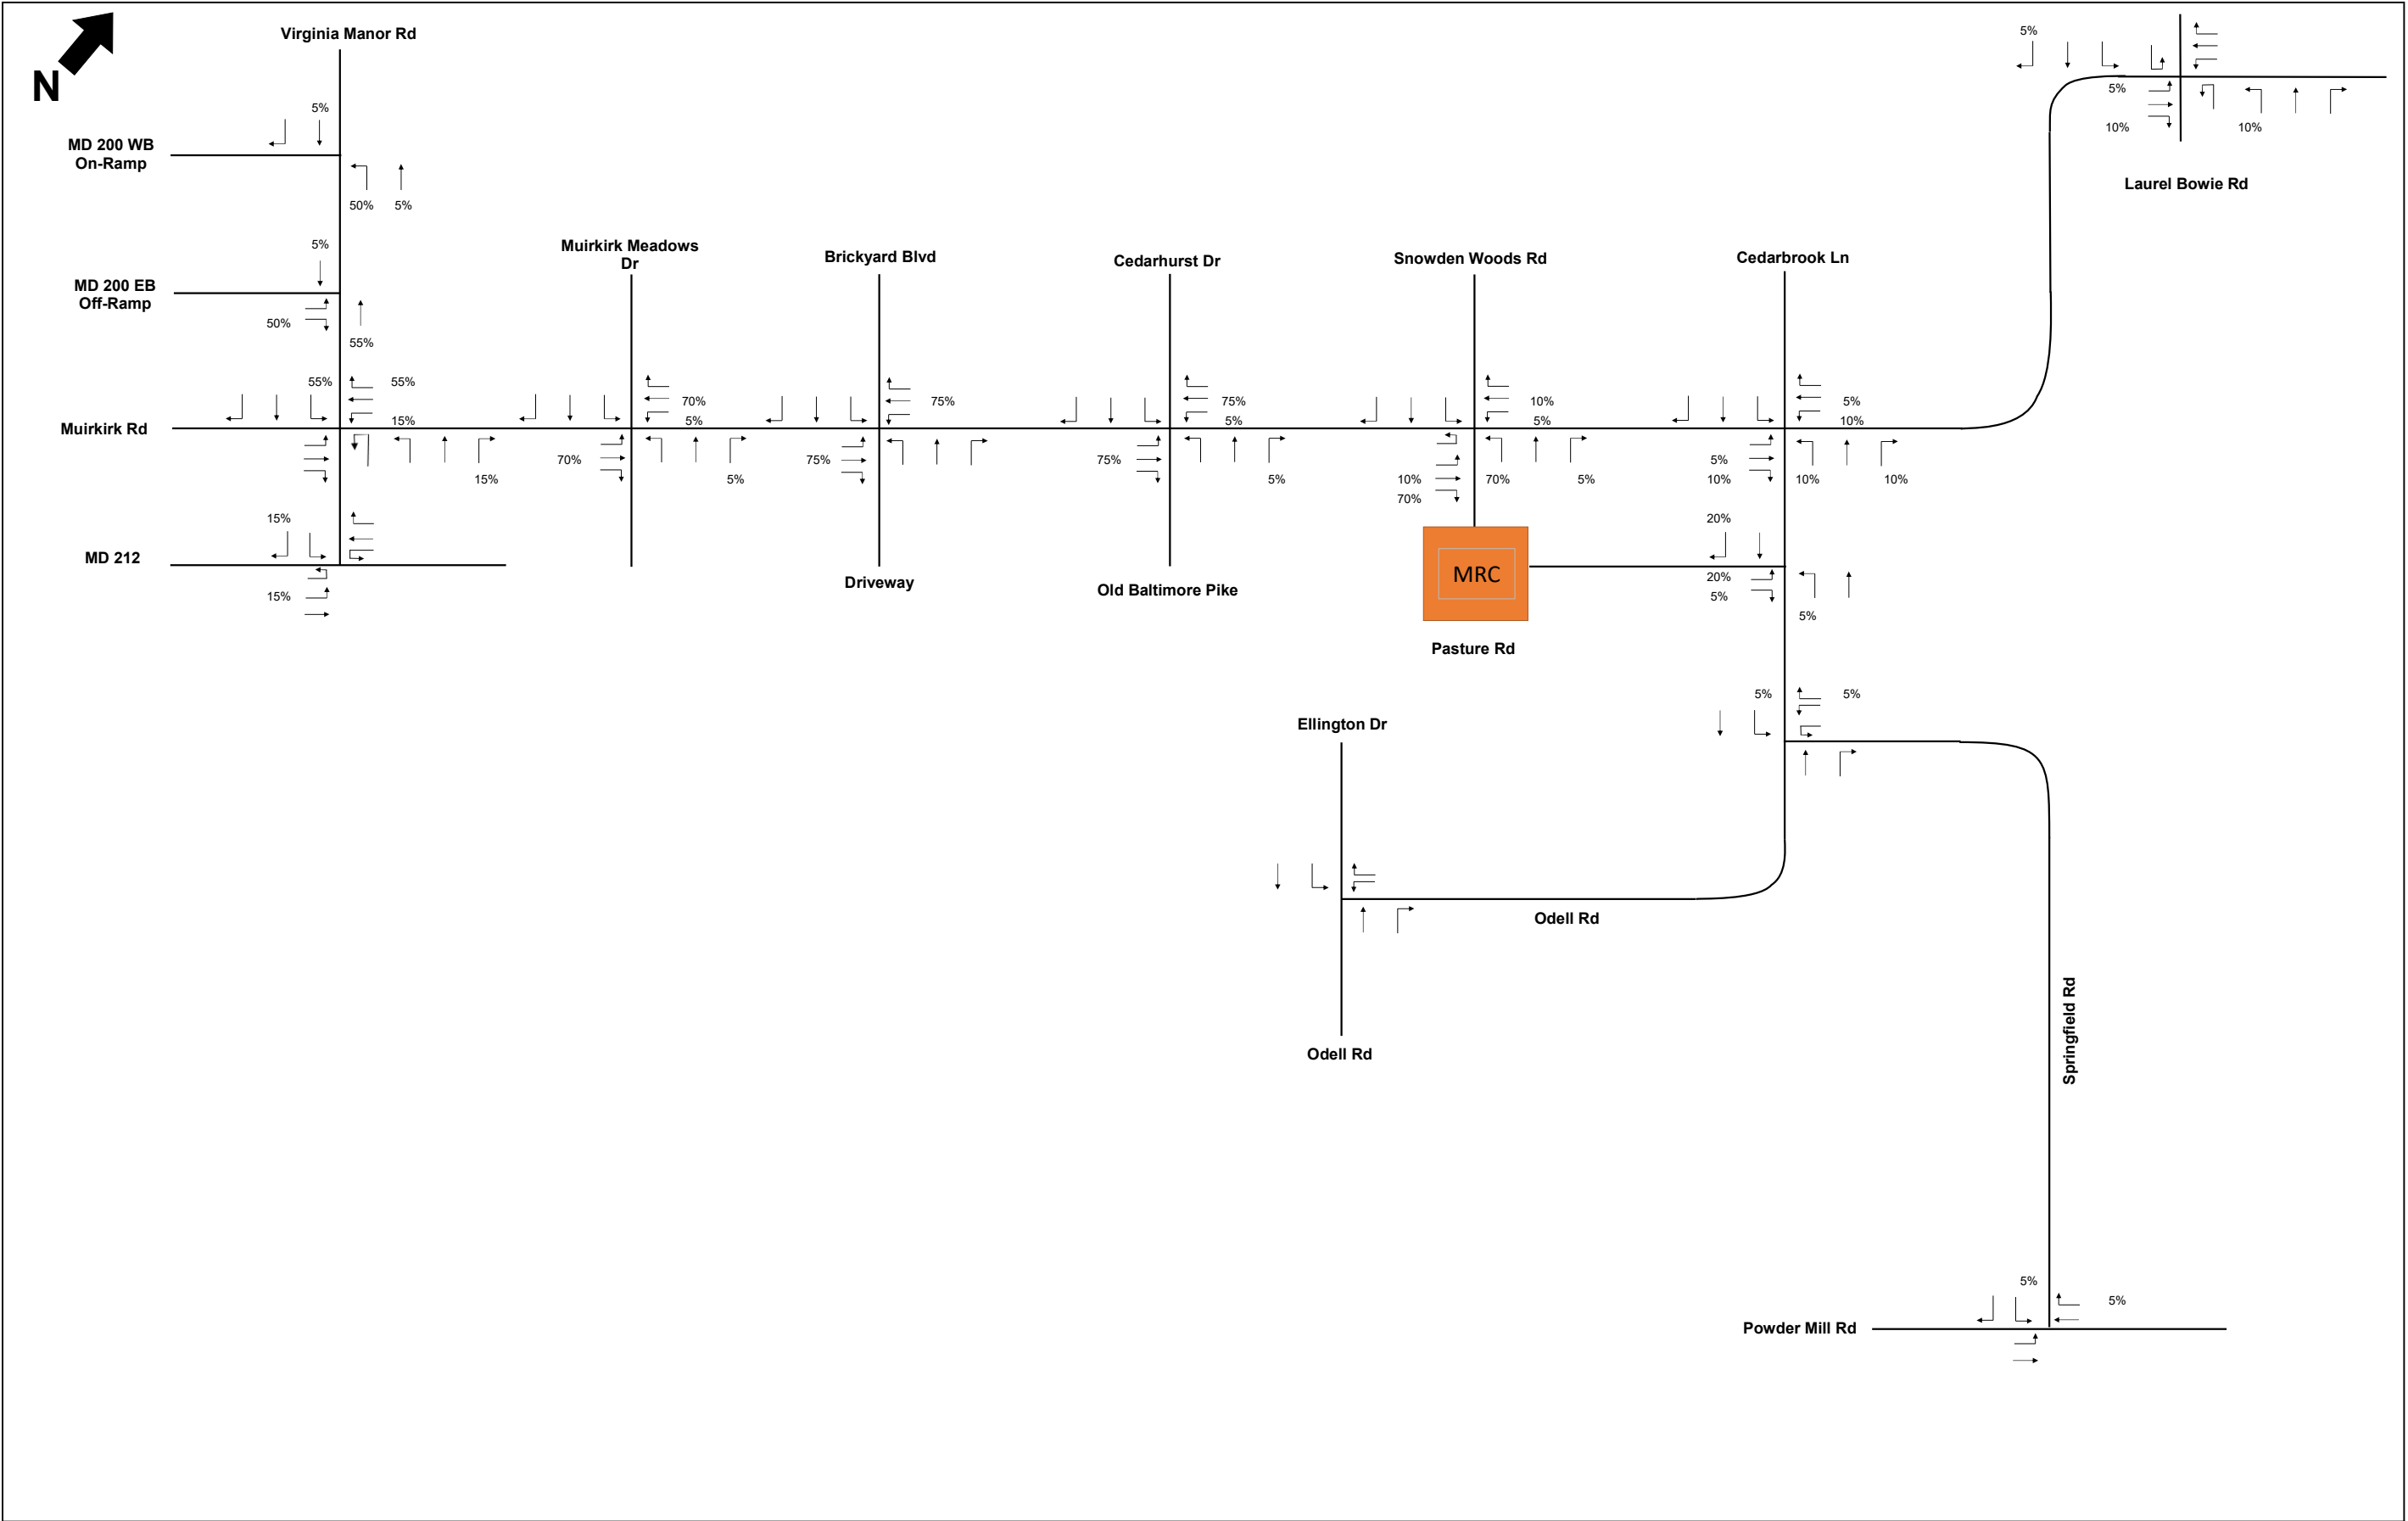 Virginia Manor Rd
5%
N
5%
5%
10%
10%
Laurel Bowie Rd
5%
MD 200 WB
On-Ramp
50%
5%
5%
MD 200 EB
Off-Ramp
50%
55%
Muirkirk Meadows
Dr
Brickyard Blvd
Cedarhurst Dr
Snowden Woods Rd
Cedarbrook Ln
55%
55%
15%
70%
5%
75%
75%
5%
10%
5%
5%
10%
Muirkirk Rd
15%
70%
5%
75%
75%
5%
10%
70%
70%
5%
5%
10%
10%
10%
15%
MD 212
15%
Driveway
Old Baltimore Pike
MRC
Pasture Rd
20%
20%
5%
5%
5%
5%
Ellington Dr
Odell Rd
Odell Rd
Springfield Rd
5%
5%
Powder Mill Rd